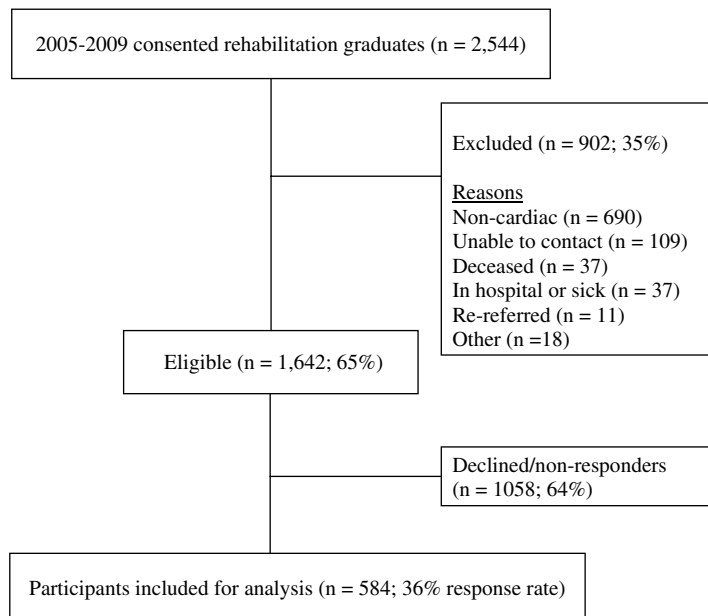 2005-2009 consented rehabilitation graduates (n = 2,544)
Excluded (n = 902; 35%)
Reasons
Non-cardiac (n = 690)
Unable to contact (n = 109)
Deceased (n = 37)
In hospital or sick (n = 37)
Re-referred (n = 11)
Other (n =18)
Eligible (n = 1,642; 65%)
Declined/non-responders
(n = 1058; 64%)
Participants included for analysis (n = 584; 36% response rate)